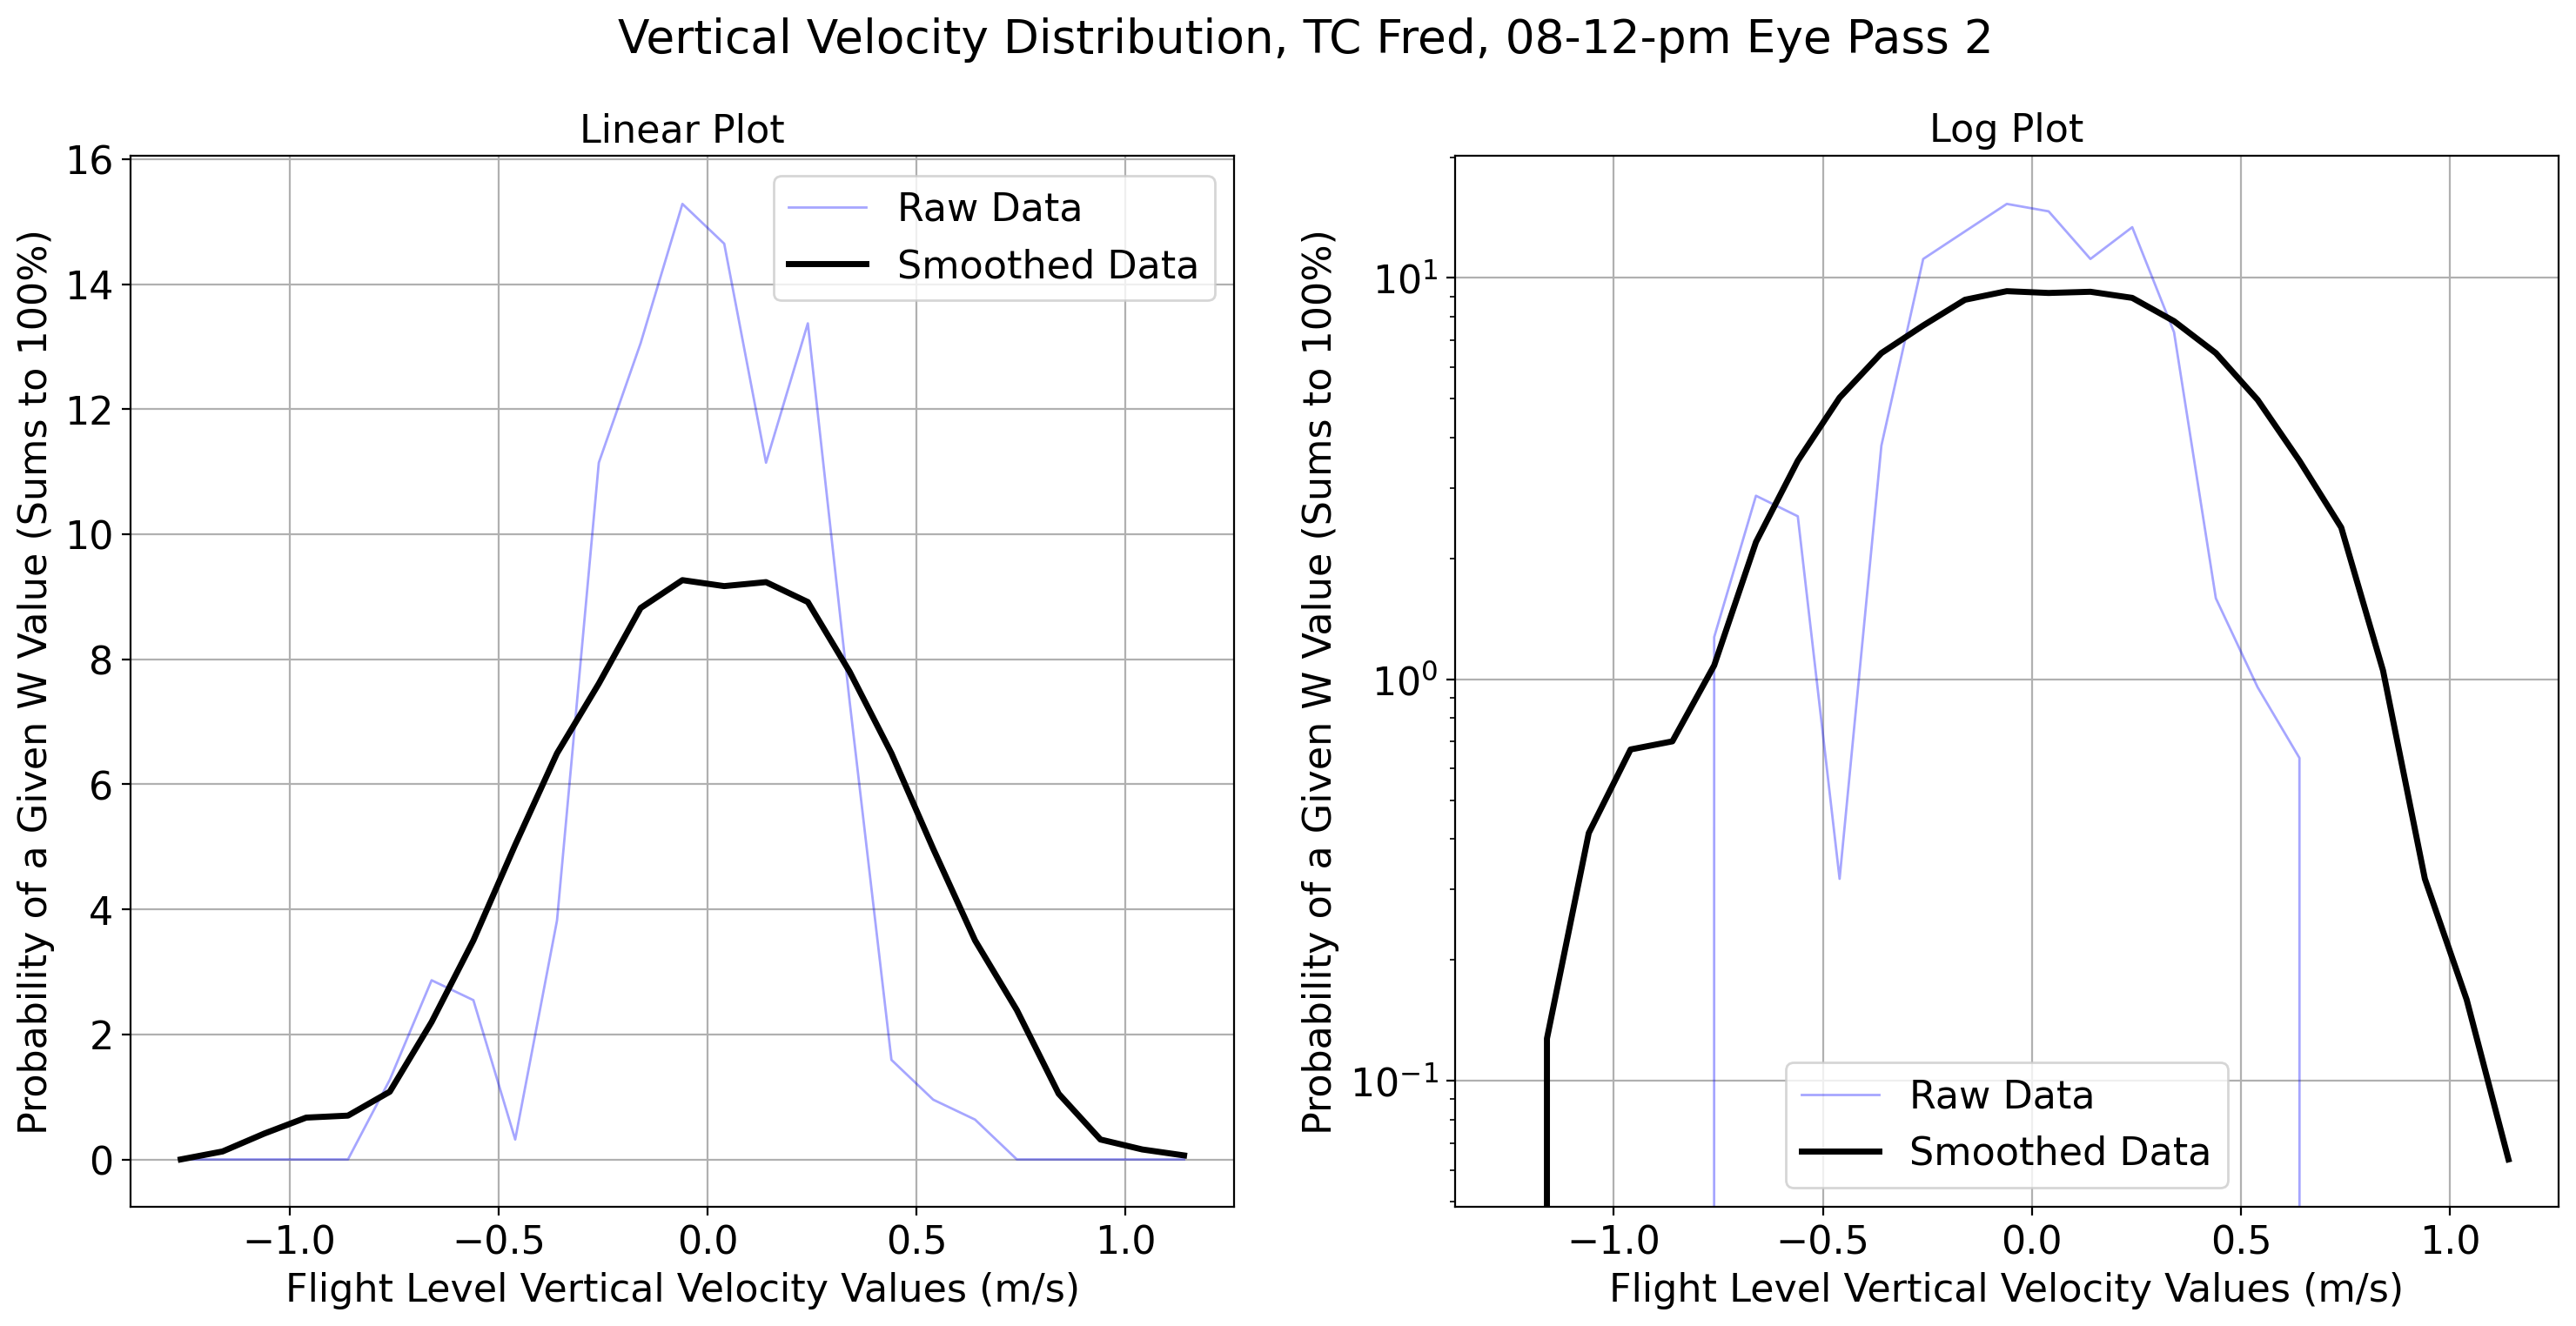 Vertical Velocity Distribution, TC Fred, 08-12-pm Eye Pass 2
Linear Plot
Probability of a Given W Value (Sums to 100%)
16
14
12
10
8
6
4
2
0
Raw Data
Smoothed Data
−1.0 −0.5 0.0 0.5 1.0
Flight Level Vertical Velocity Values (m/s)
Log Plot
Probability of a Given W Value (Sums to 100%)
10¹
10⁰
10⁻¹
Raw Data
Smoothed Data
−1.0 −0.5 0.0 0.5 1.0
Flight Level Vertical Velocity Values (m/s)